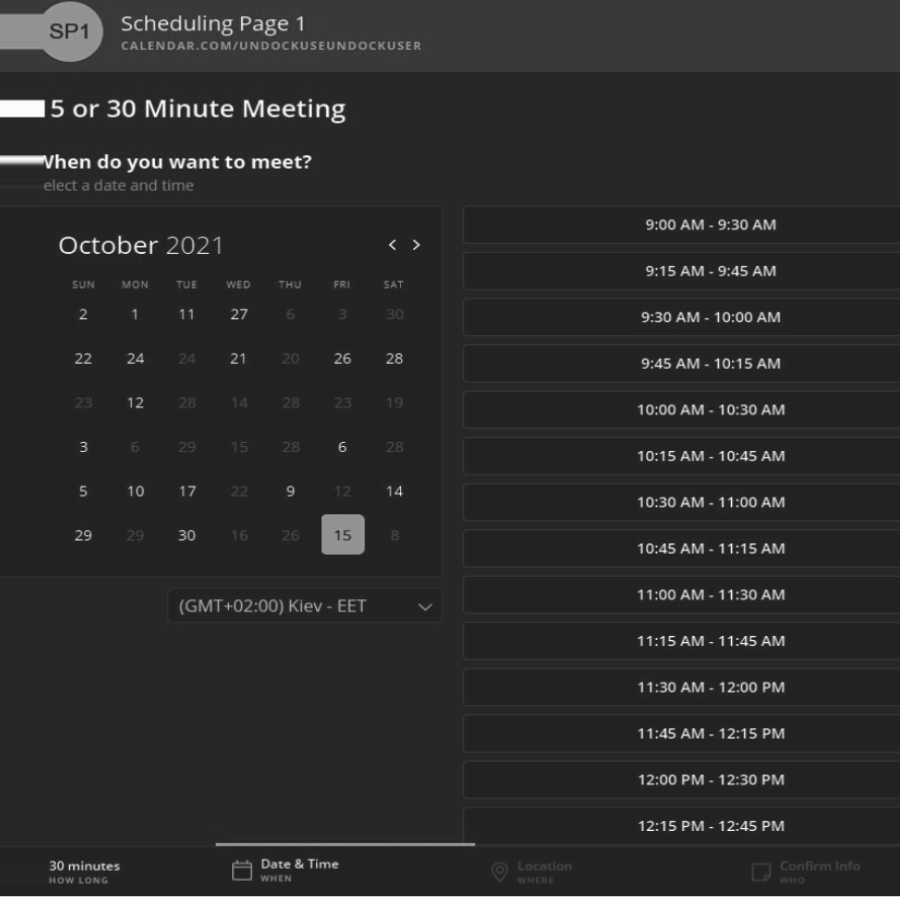 SP1
Scheduling Page 1
CALENDAR.COM/UNDOCKUSEUNDOCKUSER
5 or 30 Minute Meeting
When do you want to meet?
elect a date and time
October 2021 < >
SUN MON TUE WED THU FRI SAT
2 1 11 27 6 3 30
22 24 24 21 20 26 28
23 12 28 14 28 23 19
3 6 29 15 28 6 28
5 10 17 22 9 12 14
29 29 30 16 26 15 8
(GMT+02:00) Kiev - EET
9:00 AM - 9:30 AM
9:15 AM - 9:45 AM
9:30 AM - 10:00 AM
9:45 AM - 10:15 AM
10:00 AM - 10:30 AM
10:15 AM - 10:45 AM
10:30 AM - 11:00 AM
10:45 AM - 11:15 AM
11:00 AM - 11:30 AM
11:15 AM - 11:45 AM
11:30 AM - 12:00 PM
11:45 AM - 12:15 PM
12:00 PM - 12:30 PM
12:15 PM - 12:45 PM
30 minutes
HOW LONG
Date & Time
WHEN
Location
WHERE
Confirm Info
WHO